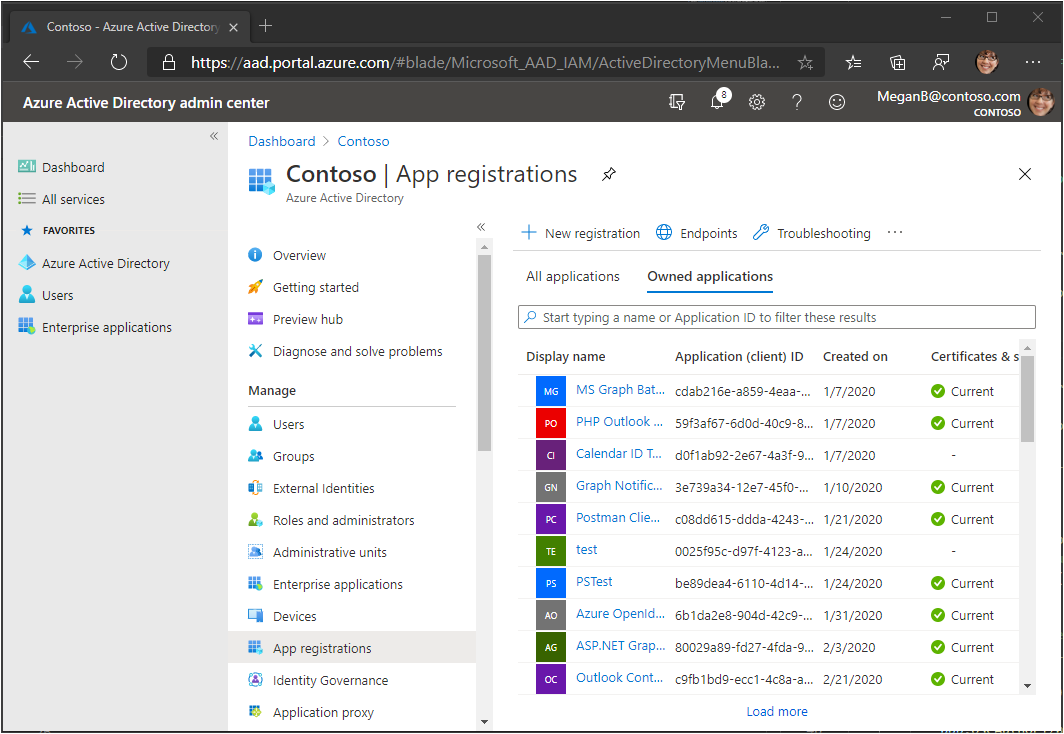 Contoso - Azure Active Directory
https://aad.portal.azure.com/#blade/Microsoft_AAD_IAM/ActiveDirectoryMenuBla...
Azure Active Directory admin center
8
MeganB@contoso.com
CONTOSO
Dashboard
All services
FAVORITES
Azure Active Directory
Users
Enterprise applications
Dashboard > Contoso
Contoso | App registrations
Azure Active Directory
Overview
Getting started
Preview hub
Diagnose and solve problems
Manage
Users
Groups
External Identities
Roles and administrators
Administrative units
Enterprise applications
Devices
App registrations
Identity Governance
Application proxy
New registration Endpoints Troubleshooting ...
All applications Owned applications
Start typing a name or Application ID to filter these results
Display name Application (client) ID Created on Certificates & s
MG MS Graph Bat... cdab216e-a859-4eaa-... 1/7/2020 Current
PO PHP Outlook ... 59f3af67-6d0d-40c9-8... 1/7/2020 Current
CI Calendar ID T... d0f1ab92-2e67-4a3f-9... 1/7/2020 -
GN Graph Notific... 3e739a34-12e7-45f0-... 1/10/2020 Current
PC Postman Clie... c08dd615-ddda-4243-... 1/21/2020 Current
TE test 0025f95c-d97f-4123-a... 1/24/2020 -
PS PSTest be89dea4-6110-4d14-... 1/24/2020 Current
AO Azure OpenId... 6b1da2e8-904d-42c9-... 1/31/2020 Current
AG ASP.NET Grap... 80029a89-fd27-4fda-9... 2/3/2020 Current
OC Outlook Cont... c9fb1bd9-ecc1-4c8a-a... 2/21/2020 Current
Load more